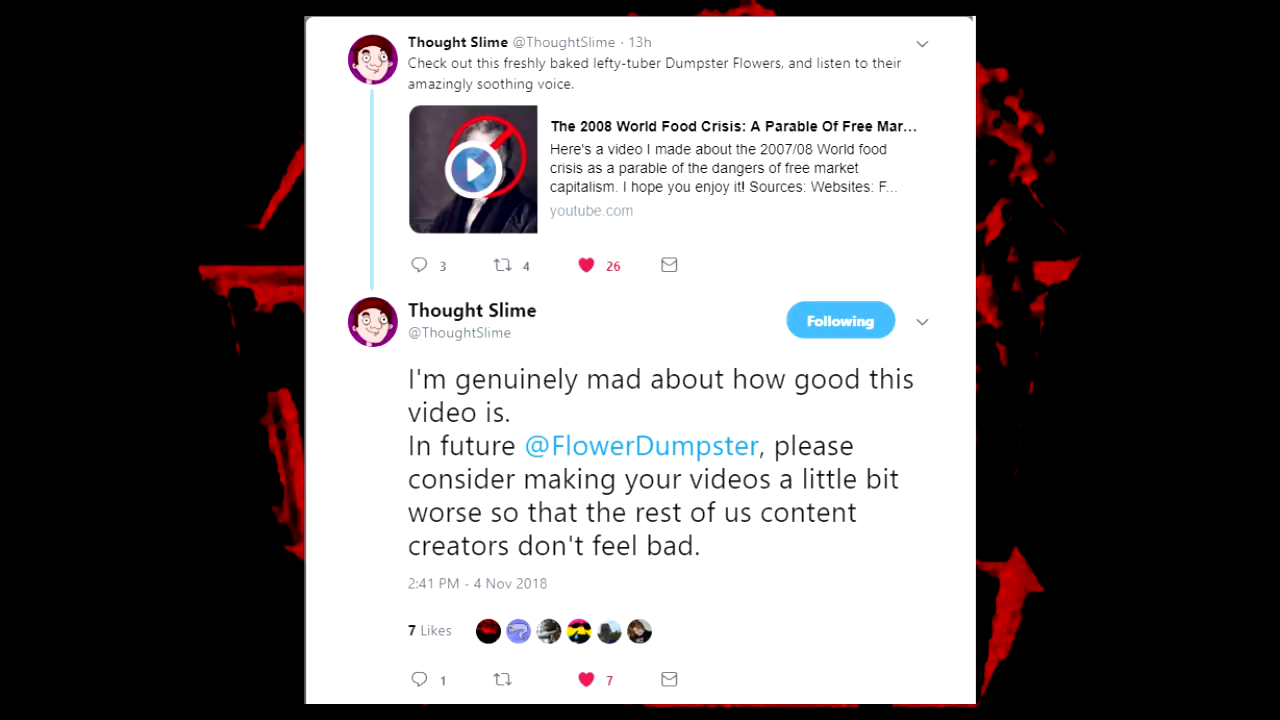 Thought Slime @ThoughtSlime · 13h
Check out this freshly baked lefty-tuber Dumpster Flowers, and listen to their
amazingly soothing voice.
The 2008 World Food Crisis: A Parable Of Free Mar...
Here's a video I made about the 2007/08 World food
crisis as a parable of the dangers of free market
capitalism. I hope you enjoy it! Sources: Websites: F...
youtube.com
3 4 26
Thought Slime
@ThoughtSlime
Following
I'm genuinely mad about how good this
video is.
In future @FlowerDumpster, please
consider making your videos a little bit
worse so that the rest of us content
creators don't feel bad.
2:41 PM - 4 Nov 2018
7 Likes
1 7